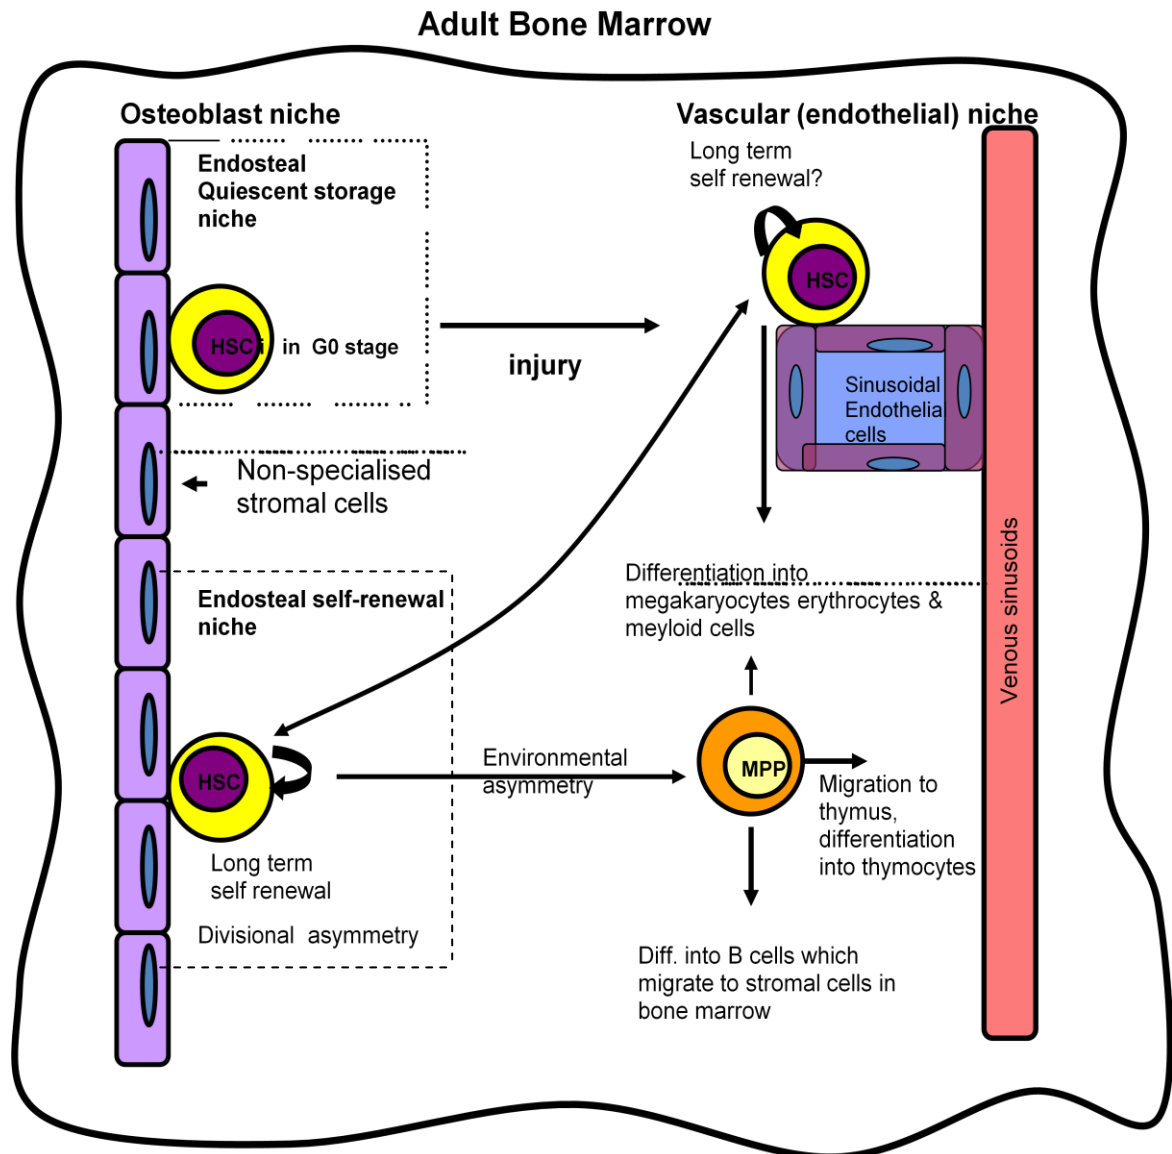 Adult Bone Marrow
Osteoblast niche
Vascular (endothelial) niche
Endosteal
Quiescent storage
niche
HSC i in G0 stage
Long term
self renewal?
HSC
injury
Sinusoidal
Endothelia
cells
Non-specialised
stromal cells
Venous sinusoids
Differentiation into
megakaryocytes erythrocytes &
meyloid cells
Endosteal self-renewal
niche
HSC
Long term
self renewal
Divisional asymmetry
Environmental
asymmetry
MPP
Migration to
thymus,
differentiation
into thymocytes
Diff. into B cells which
migrate to stromal cells in
bone marrow